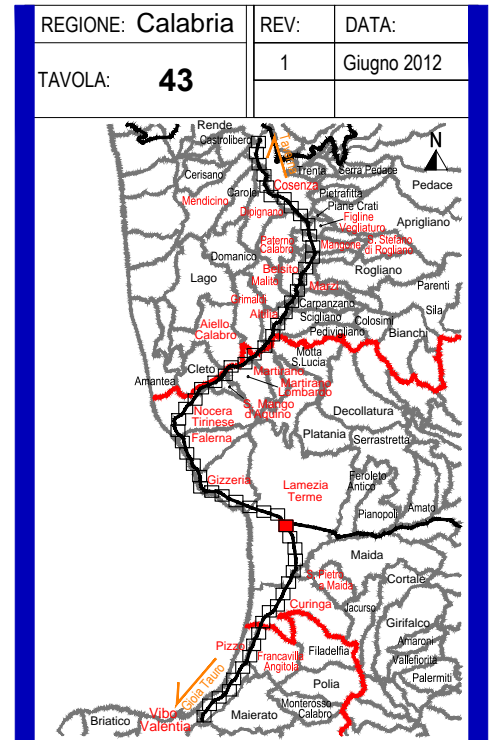 REGIONE: Calabria
REV:
DATA:
TAVOLA: 43
1
Giugno 2012
Rende
Castrolibero
N
Trenta
Serra Pedace
Cerisano
Cosenza
Pedace
Carolei
Pietrafitta
Mendicino
Dipignano
Piane Crati
Figline
Vegliaturo
Aprigliano
Paterno
Calabro
Mangone
S. Stefano
di Rogliano
Domanico
Belsito
Rogliano
Lago
Malito
Marzi
Parenti
Grimaldi
Carpanzano
Altilia
Scigliano
Colosimi
Sila
Aiello
Calabro
Pedivigliano
Bianchi
Motta
S.Lucia
Cleto
Martirano
Amantea
Martirano
Lombardo
S. Mango
d'Aquino
Nocera
Tirinese
Decollatura
Falerna
Platania
Serrastretta
Gizzeria
Lamezia
Terme
Feroleto
Antico
Pianopoli
Amato
Maida
S. Pietro
a Maida
Cortale
Curinga
Jacurso
Girifalco
Pizzo
Filadelfia
Amaroni
Francavilla
Angitola
Vallefiorita
Gioia Tauro
Polia
Palermiti
Vibo
Valentia
Monterosso
Calabro
Briatico
Maierato